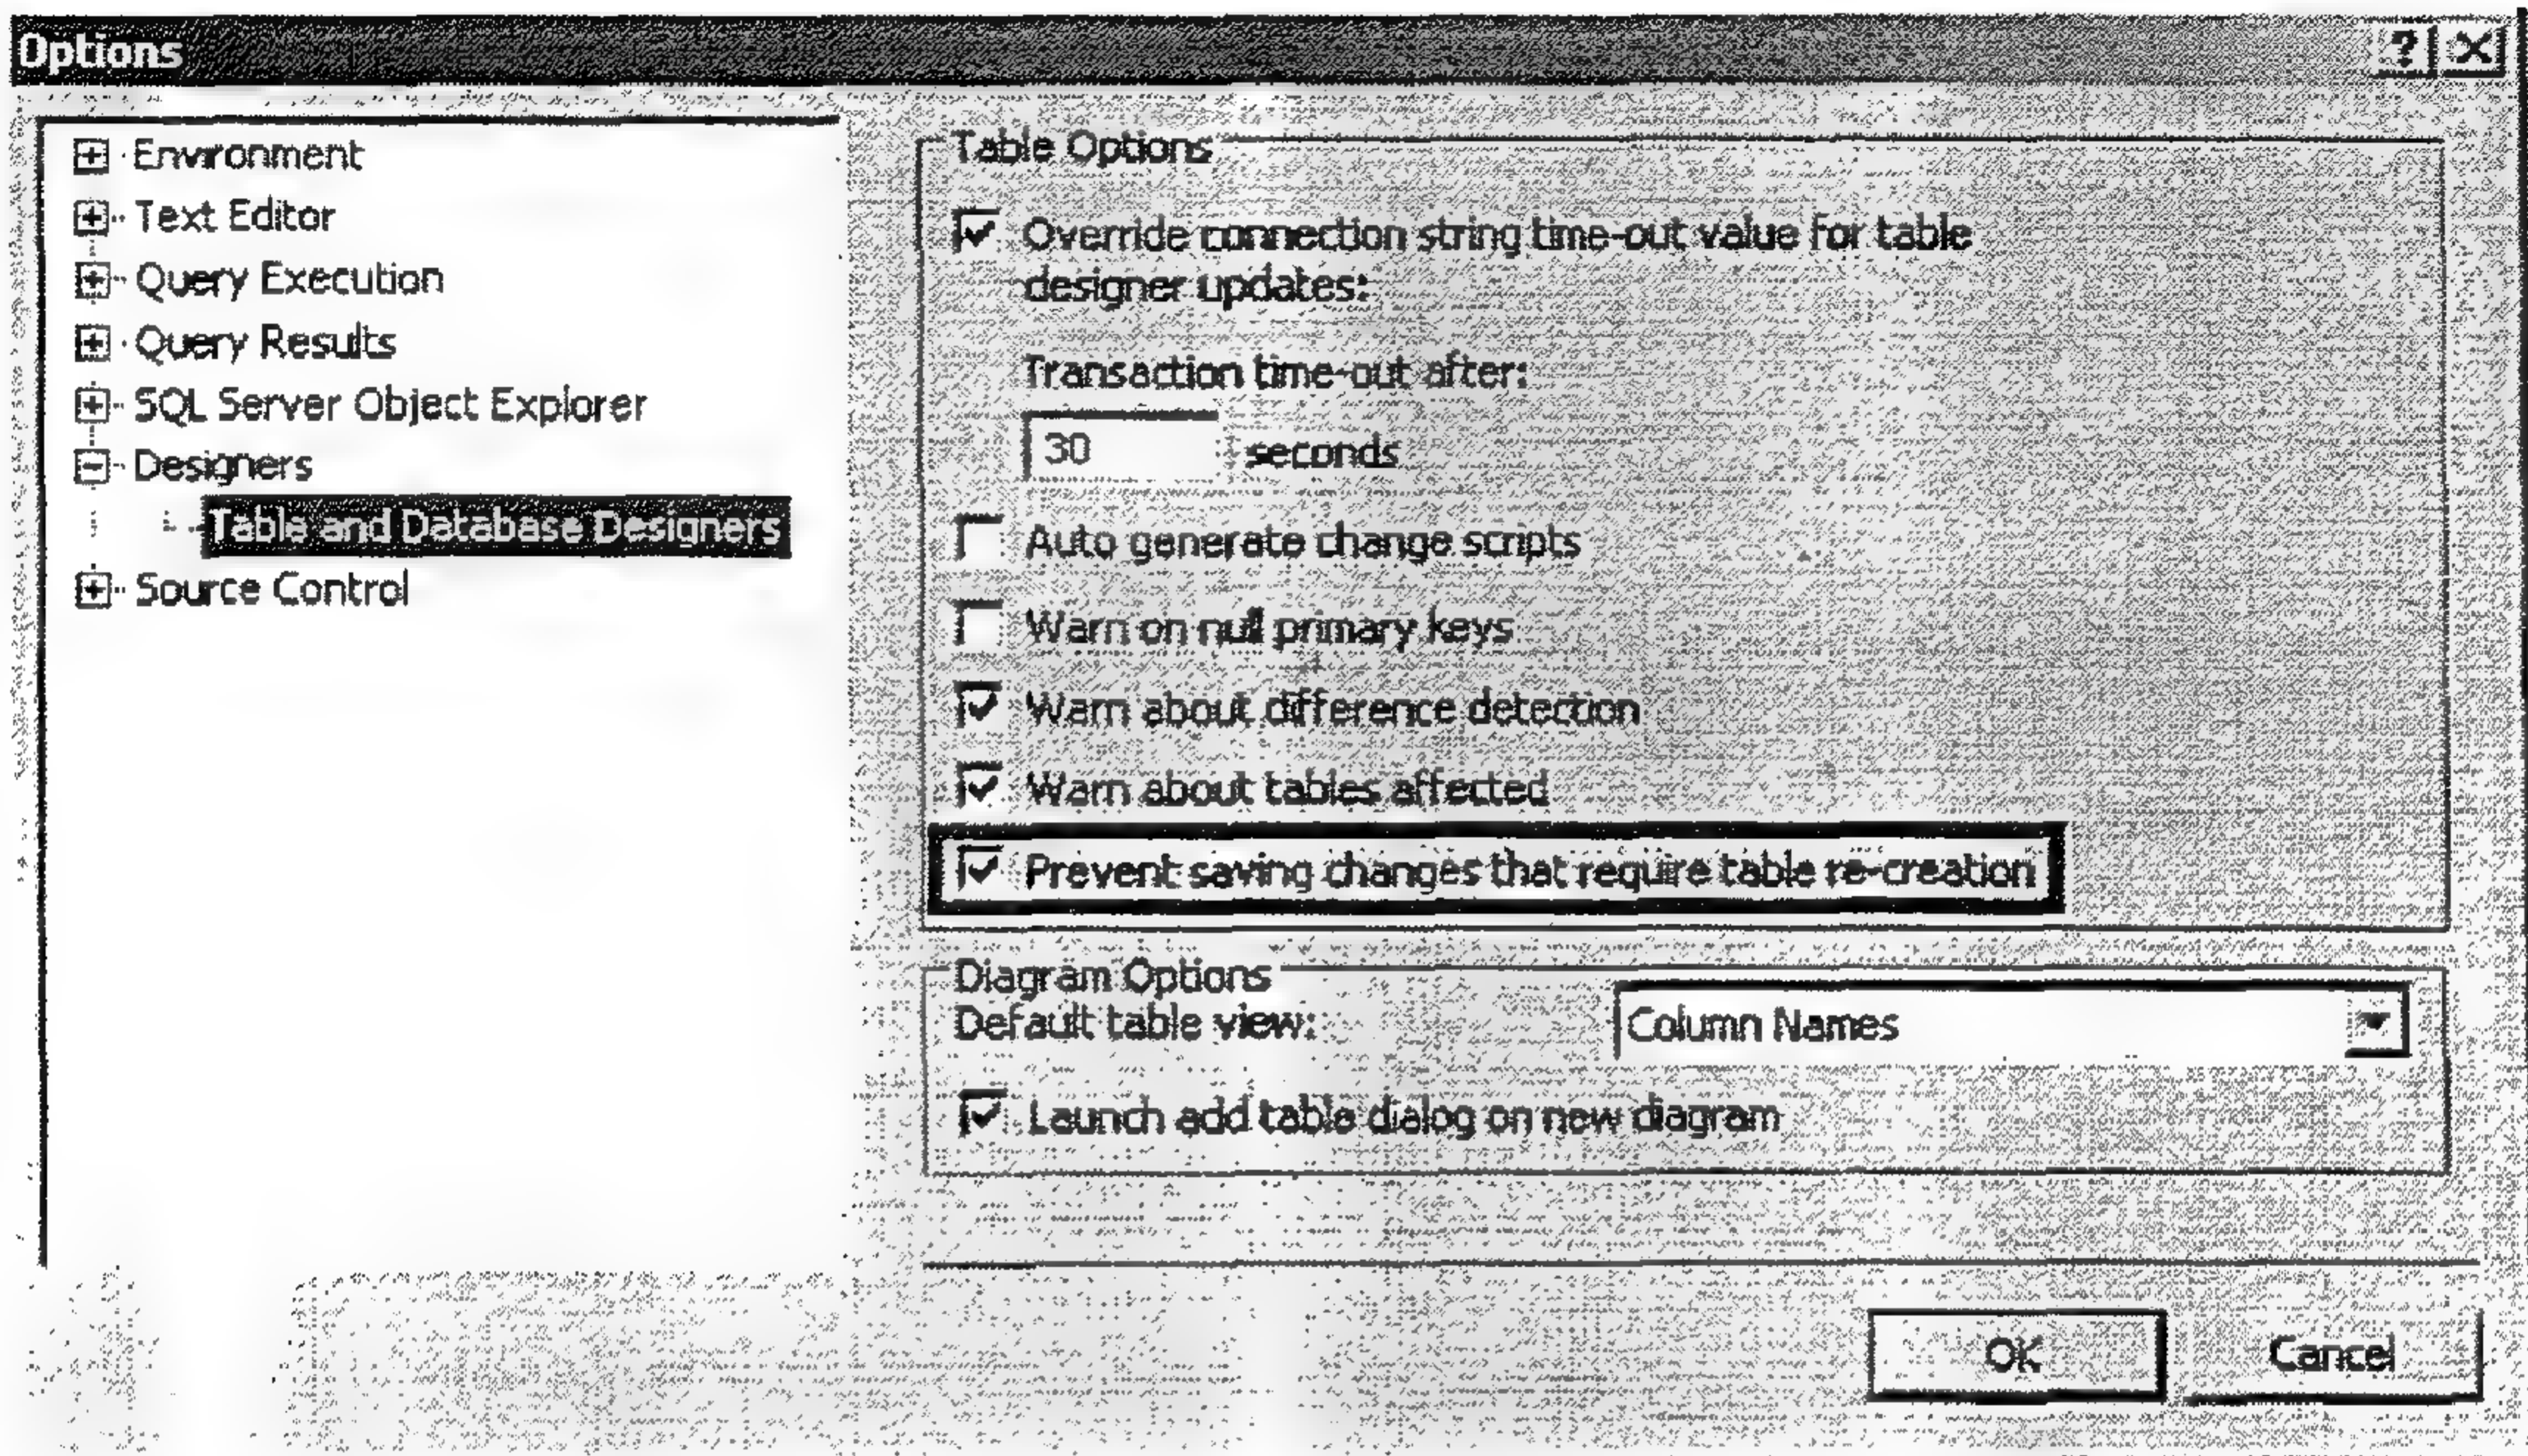 Options
Environment
Text Editor
Query Execution
Query Results
SQL Server Object Explorer
Designers
Table and Database Designers
Source Control
Table Options
Override connection string time-out value for table
designer updates:
Transaction time-out after:
30 seconds
Auto generate change scripts
Warn on null primary keys
Warn about difference detection
Warn about tables affected
Prevent saving changes that require table re-creation
Diagram Options
Default table view: Column Names
Launch add table dialog on new diagram
OK Cancel